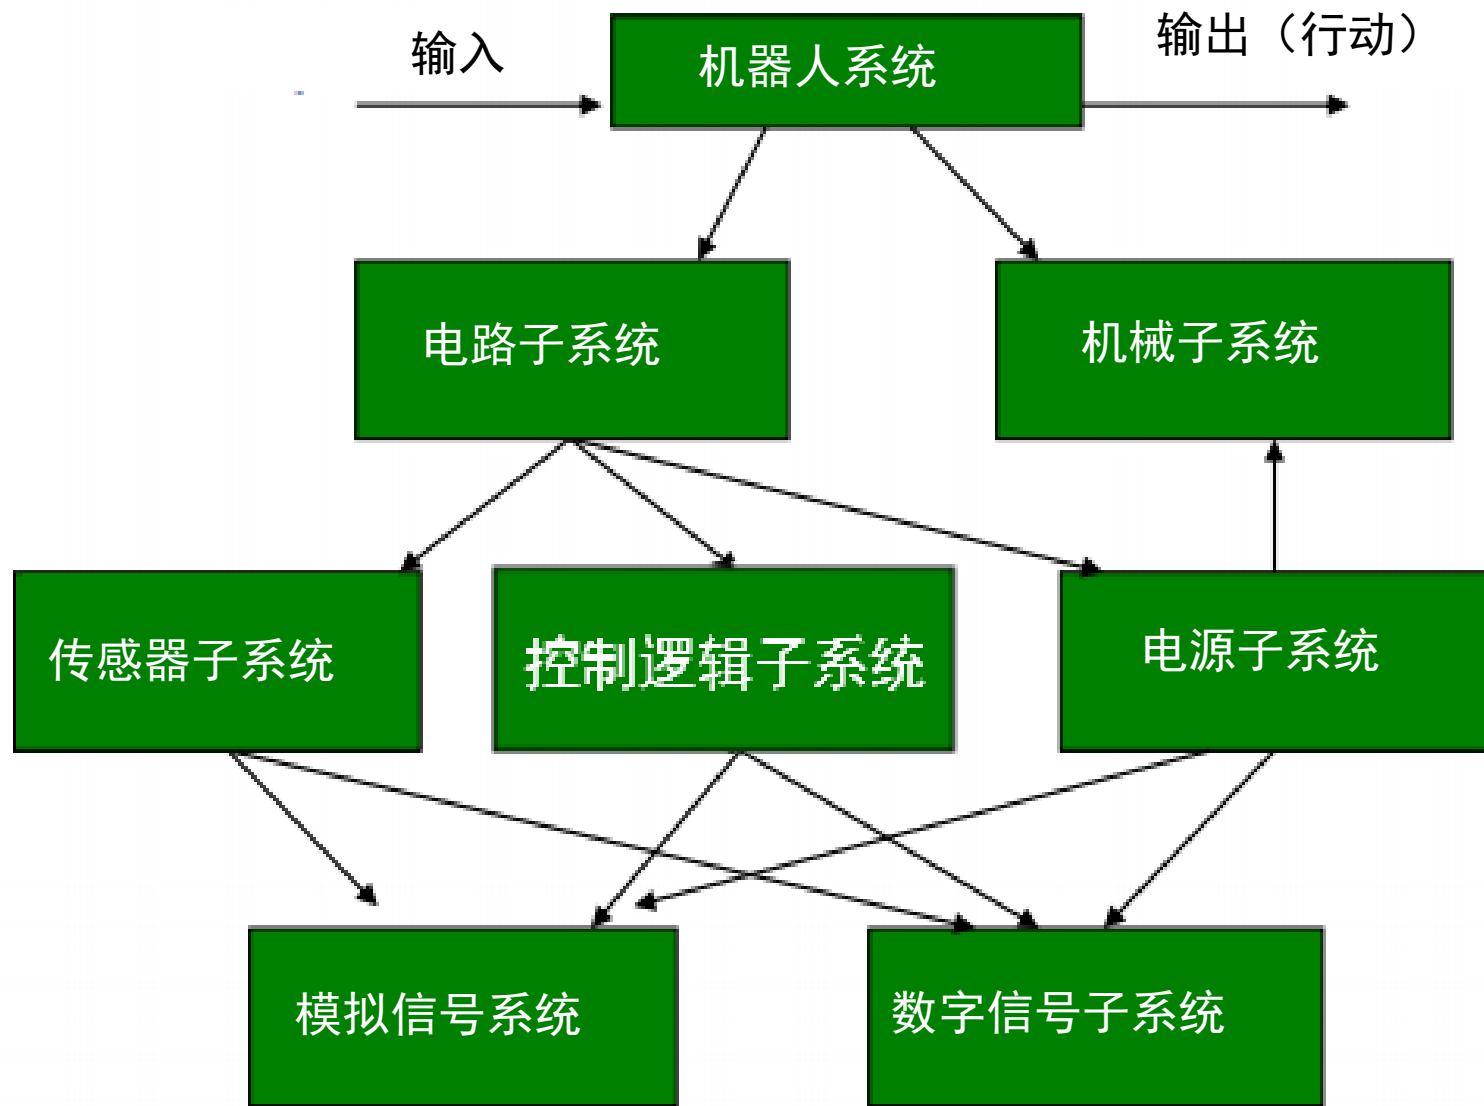 输入
机器人系统
输出（行动）
电路子系统
机械子系统
传感器子系统
控制逻辑子系统
电源子系统
模拟信号系统
数字信号子系统